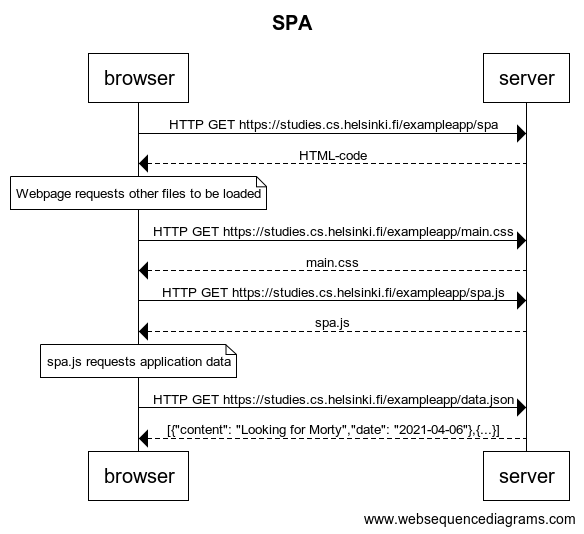 SPA
browser
server
HTTP GET https://studies.cs.helsinki.fi/exampleapp/spa
HTML-code
Webpage requests other files to be loaded
HTTP GET https://studies.cs.helsinki.fi/exampleapp/main.css
main.css
HTTP GET https://studies.cs.helsinki.fi/exampleapp/spa.js
spa.js
spa.js requests application data
HTTP GET https://studies.cs.helsinki.fi/exampleapp/data.json
[{"content": "Looking for Morty","date": "2021-04-06"},{...}]
browser
server
www.websequencediagrams.com